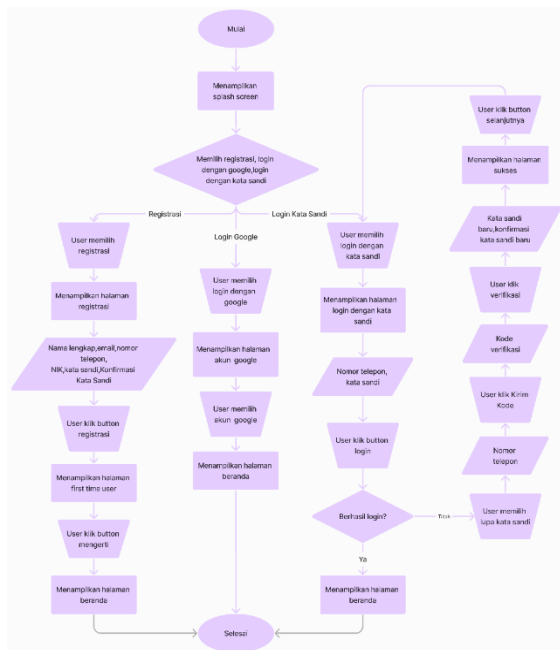 Mulai
Menampilkan
splash screen
Memilih registrasi, login
dengan google,login
dengan kata sandi
Registrasi
Login Google
Login Kata Sandi
User memilih
registrasi
Menampilkan halaman
registrasi
Nama lengkap,email,nomor
telepon,
NIK,kata sandi,Konfirmasi
Kata Sandi
User klik button
registrasi
Menampilkan halaman
first time user
User klik button
mengerti
Menampilkan halaman
beranda
User memilih
login dengan
google
Menampilkan halaman
akun google
User memilih
akun google
Menampilkan halaman
beranda
User memilih
login dengan
kata sandi
Menampilkan halaman
login dengan kata
sandi
Nomor telepon,
kata sandi
User klik button
login
Berhasil login?
Tidak
Ya
Menampilkan halaman
beranda
User memilih
lupa kata sandi
Nomor
telepon
User klik Kirim
Kode
Kode
verifikasi
User klik
verifikasi
Kata sandi
baru,konfirmasi
kata sandi baru
Menampilkan halaman
sukses
User klik button
selanjutnya
Selesai